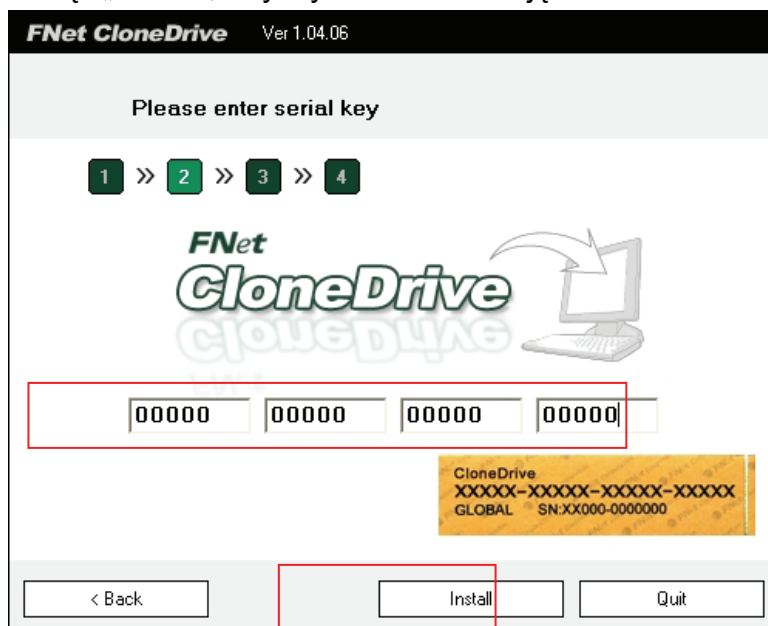 FNet CloneDrive Ver 1.04.06
Please enter serial key
1 » 2 » 3 » 4
FNet
CloneDrive
00000 00000 00000 00000
CloneDrive
XXXXX-XXXXX-XXXXX-XXXXX
GLOBAL SN:XX000-0000000
< Back Install Quit